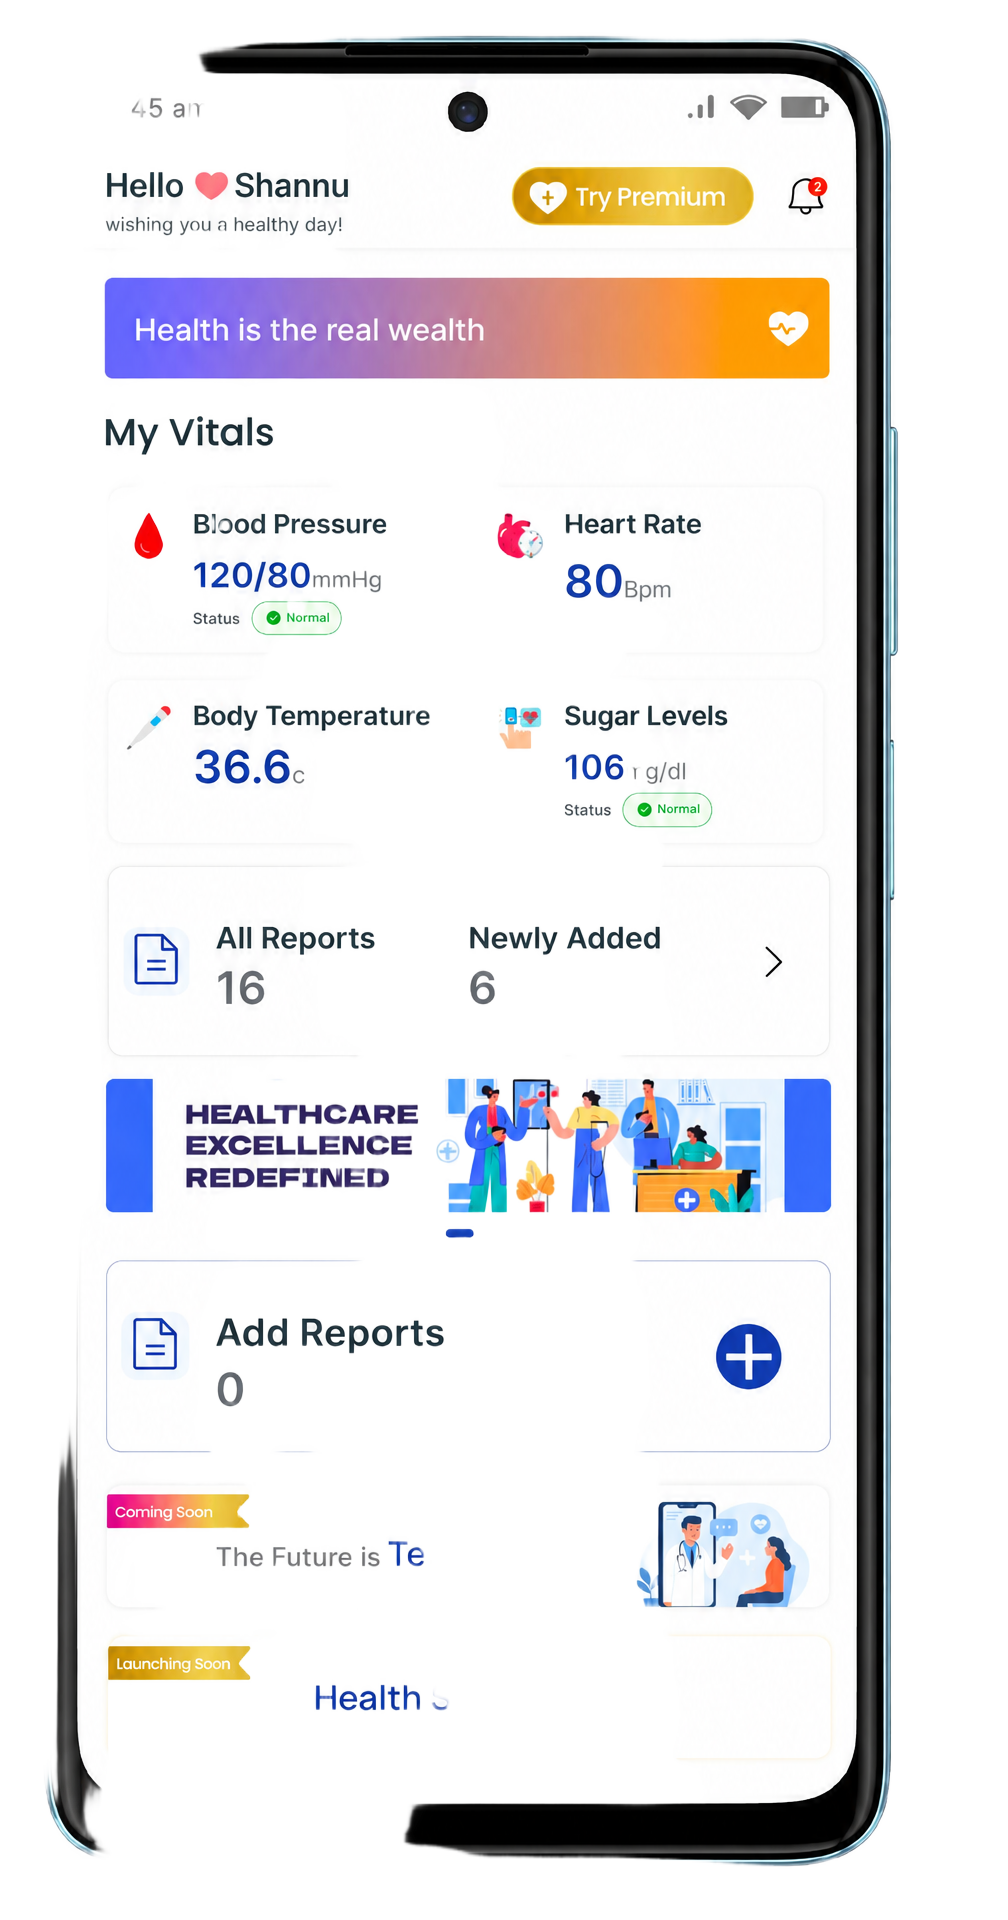 45 am
Hello Shannu
Try Premium
2
wishing you a healthy day!
Health is the real wealth
My Vitals
Blood Pressure
120/80mmHg
Status Normal
Heart Rate
80Bpm
Body Temperature
36.6c
Sugar Levels
106 g/dl
Status Normal
All Reports
16
Newly Added
6
HEALTHCARE
EXCELLENCE
REDEFINED
Add Reports
0
Coming Soon
The Future is Te
Launching Soon
Health